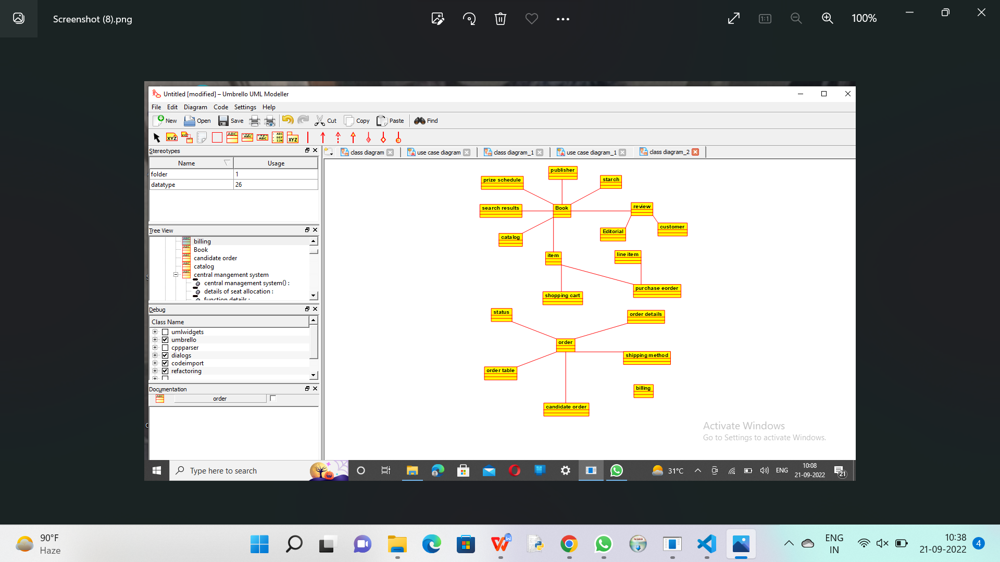 Screenshot (8).png
100%
Untitled [modified] – Umbrello UML Modeller
File Edit Diagram Code Settings Help
New Open Save Cut Copy Paste Find
Stereotypes
class diagram use case diagram class diagram_1 use case diagram_1 class diagram_2
Name Usage
folder 1
datatype 26
Tree View
billing
Book
candidate order
catalog
central mangement system
central management system() :
details of seat allocation :
function details :
Debug
Class Name
umlwidgets
umbrello
cppparser
dialogs
codeimport
refactoring
Documentation
order
publisher
prize schedule
starch
search results
Book
review
Editorial
customer
catalog
item
line item
purchase eorder
shopping cart
status
order details
order
shipping method
order table
billing
candidate order
Activate Windows
Go to Settings to activate Windows.
Type here to search
31°C
ENG
10:08
21-09-2022
21
90°F
Haze
ENG
IN
10:38
21-09-2022
4